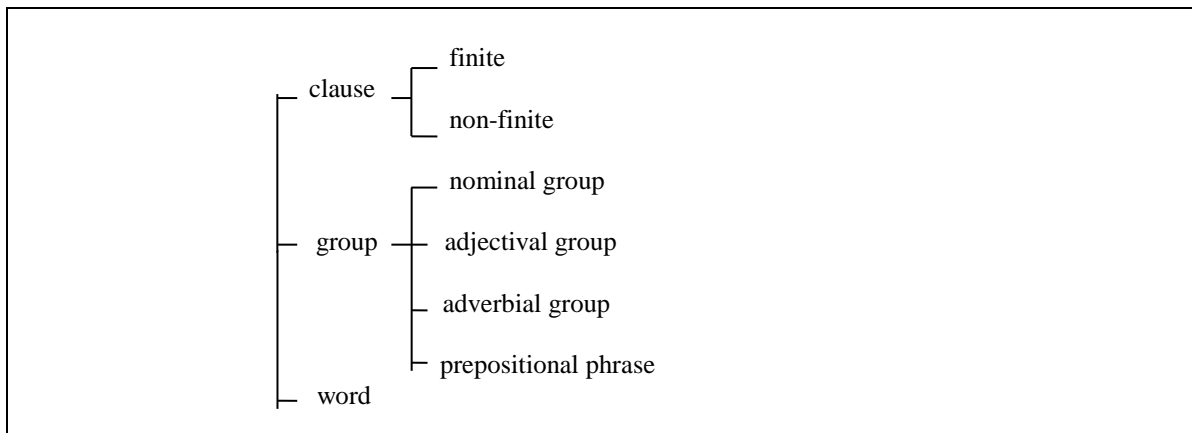 finite
clause
non-finite
nominal group
group
adjectival group
adverbial group
prepositional phrase
word